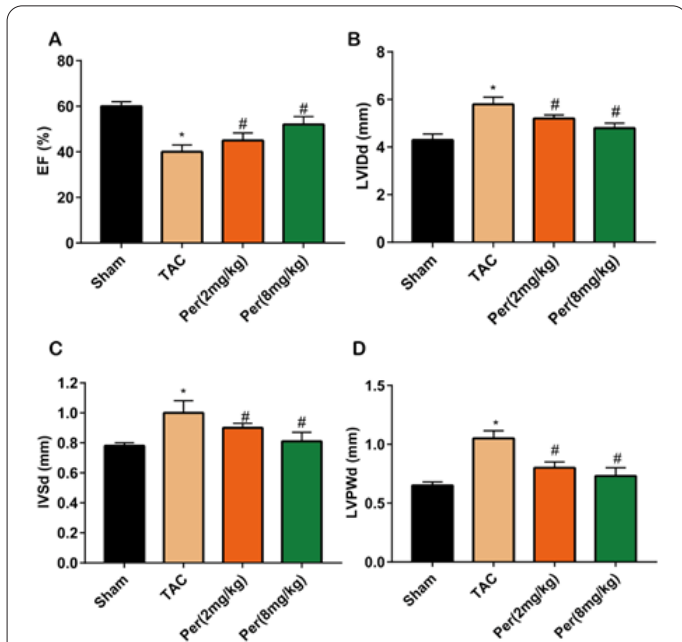 A
EF (%)
80
60
40
20
0
*
#
#
Sham
TAC
Per(2mg/kg)
Per(8mg/kg)
B
LVIDd (mm)
8
6
4
2
0
*
#
#
Sham
TAC
Per(2mg/kg)
Per(8mg/kg)
C
IVSd (mm)
1.2
1.0
0.8
0.6
0.4
0.2
0.0
*
#
#
Sham
TAC
Per(2mg/kg)
Per(8mg/kg)
D
LVPWd (mm)
1.5
1.0
0.5
0.0
*
#
#
Sham
TAC
Per(2mg/kg)
Per(8mg/kg)